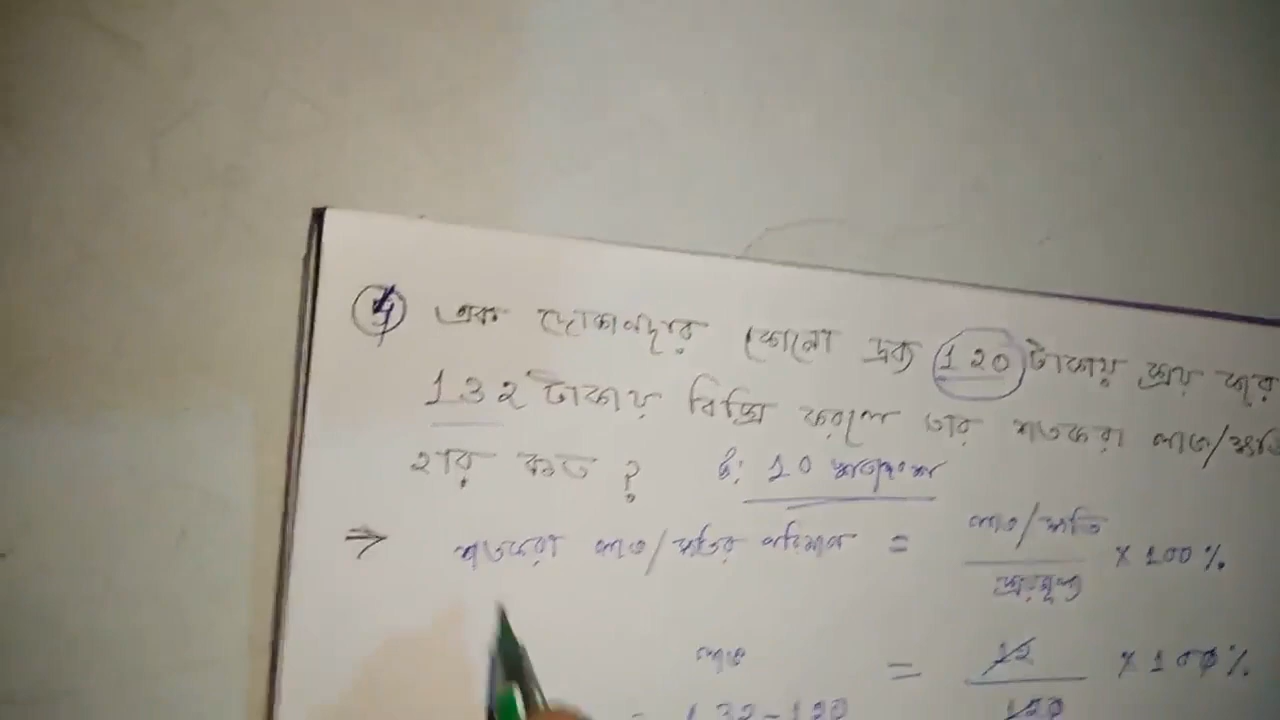 4 এক দোকানদার কোনো দ্রব্য 120 টাকায় ক্রয় করে
132 টাকায় বিক্রি করলে তার শতকরা লাভ/ক্ষতি
হার কত ? উ: 10 শতাংশ
⇒ শতকরা লাভ/ক্ষতির পরিমাণ = লাভ/ক্ষতি
ক্রয়মূল্য × 100 %
লাভ = 12
120 × 100 %
= 132-120